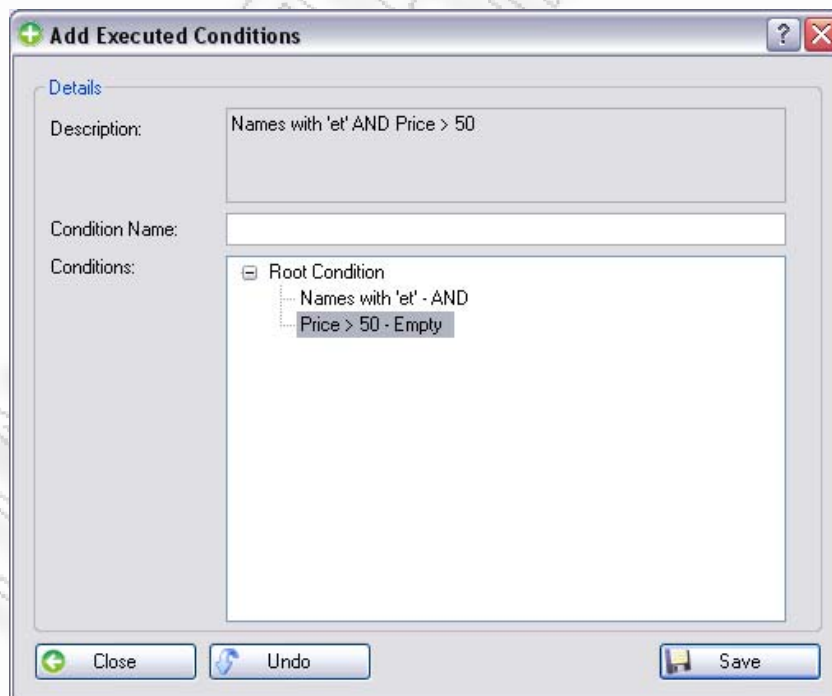 Add Executed Conditions
Details
Description:
Names with 'et' AND Price > 50
Condition Name:
Conditions:
Root Condition
Names with 'et' - AND
Price > 50 - Empty
Close
Undo
Save